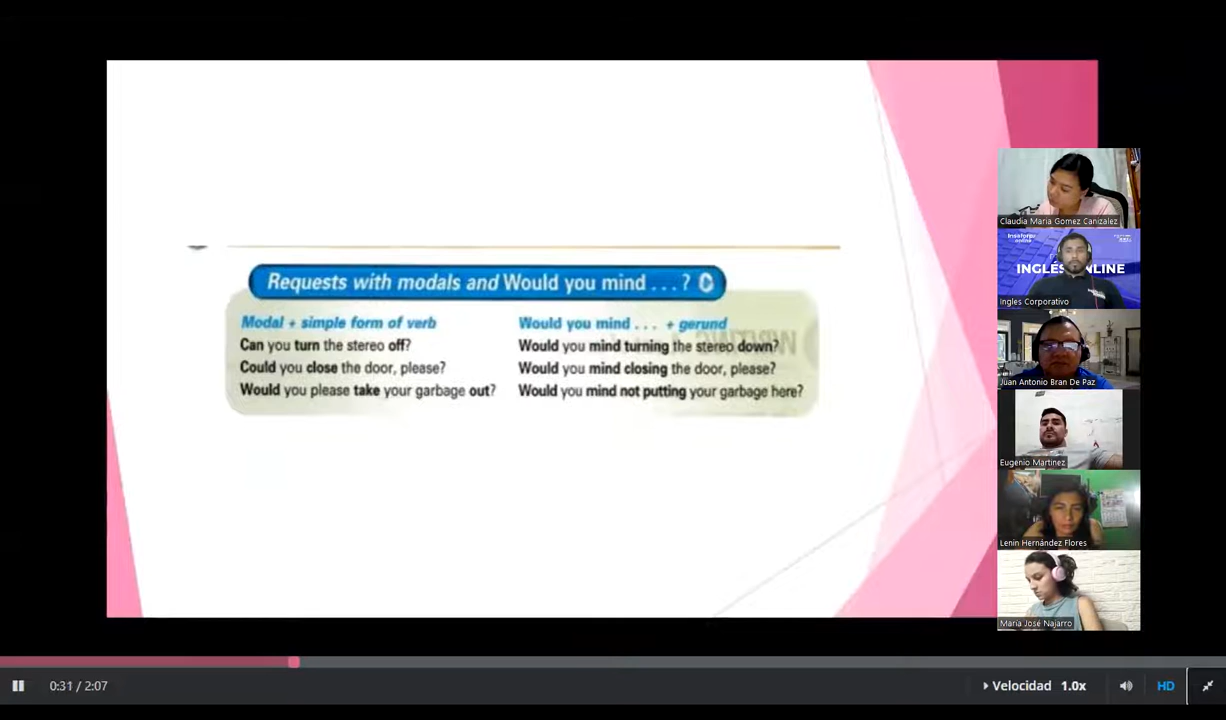 Requests with modals and Would you mind . . . ?
Modal + simple form of verb
Can you turn the stereo off?
Could you close the door, please?
Would you please take your garbage out?
Would you mind . . . + gerund
Would you mind turning the stereo down?
Would you mind closing the door, please?
Would you mind not putting your garbage here?
Claudia Maria Gomez Canizalez
INGLÉS ONLINE
Ingles Corporativo
Juan Antonio Bran De Paz
Eugenio Martinez
Lenin Hernández Flores
María José Najarro
0:31 / 2:07
Velocidad 1.0x
HD